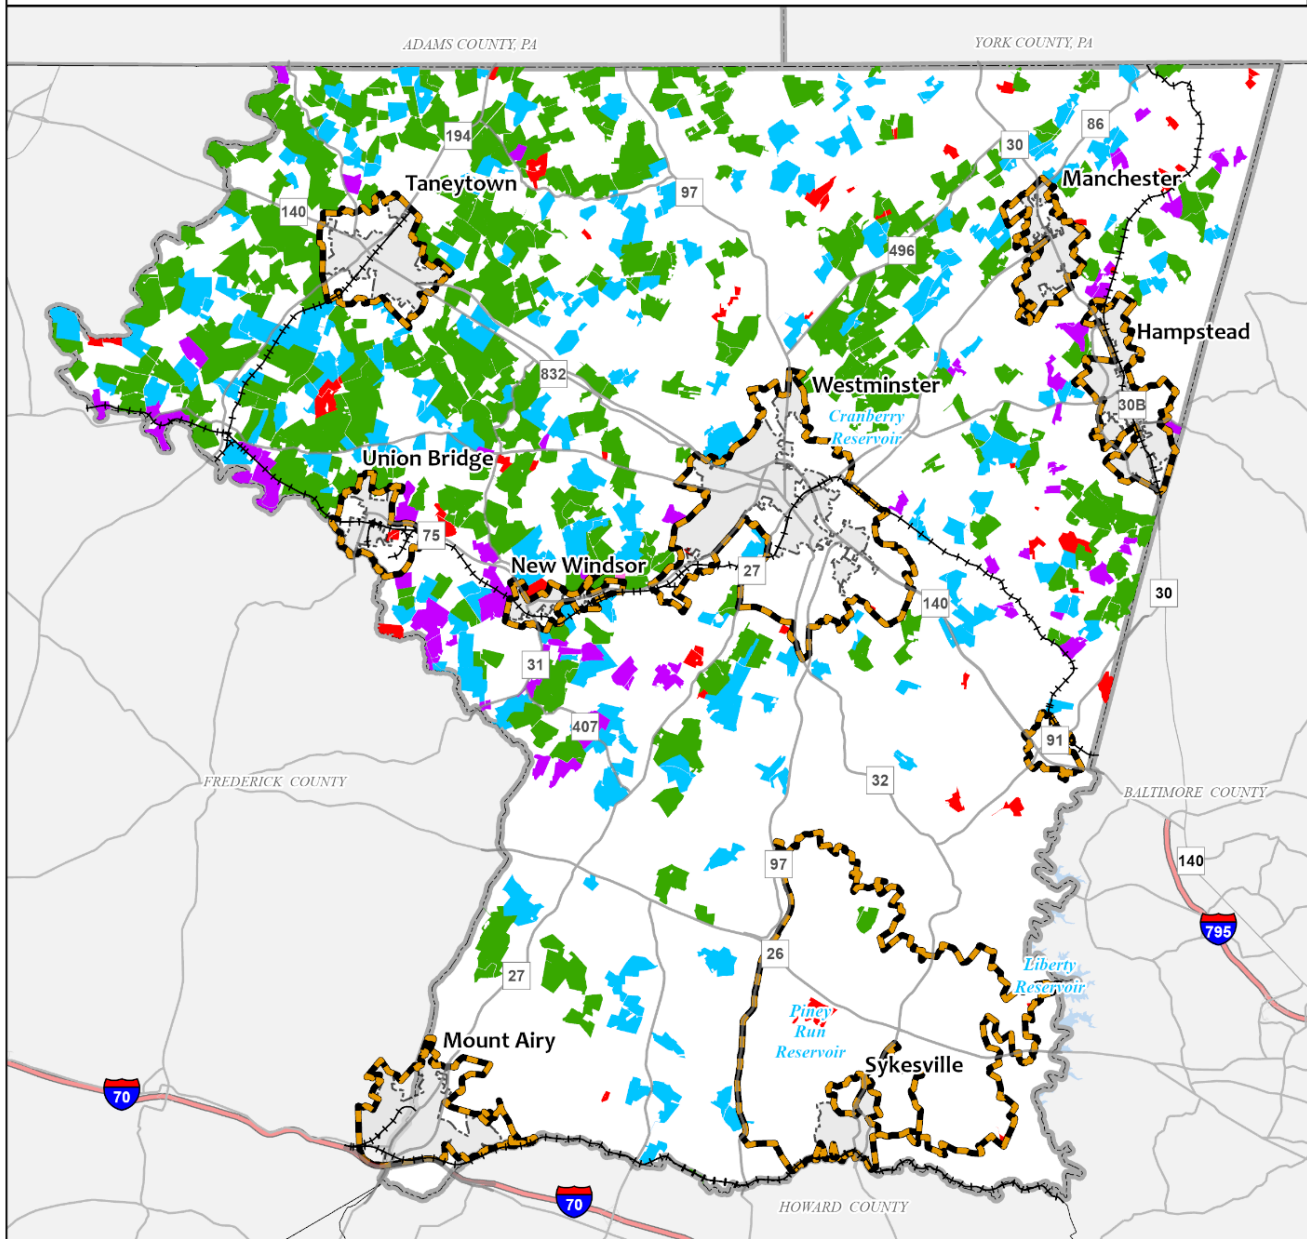 ADAMS COUNTY, PA
YORK COUNTY, PA
194
86
30
Taneytown
Manchester
97
140
496
Hampstead
832
Westminster
Cranberry
Reservoir
30B
Union Bridge
75
New Windsor
27
140
30
31
407
91
FREDERICK COUNTY
32
BALTIMORE COUNTY
97
140
795
26
Liberty
Reservoir
27
Piney
Run
Reservoir
Mount Airy
Sykesville
70
70
HOWARD COUNTY